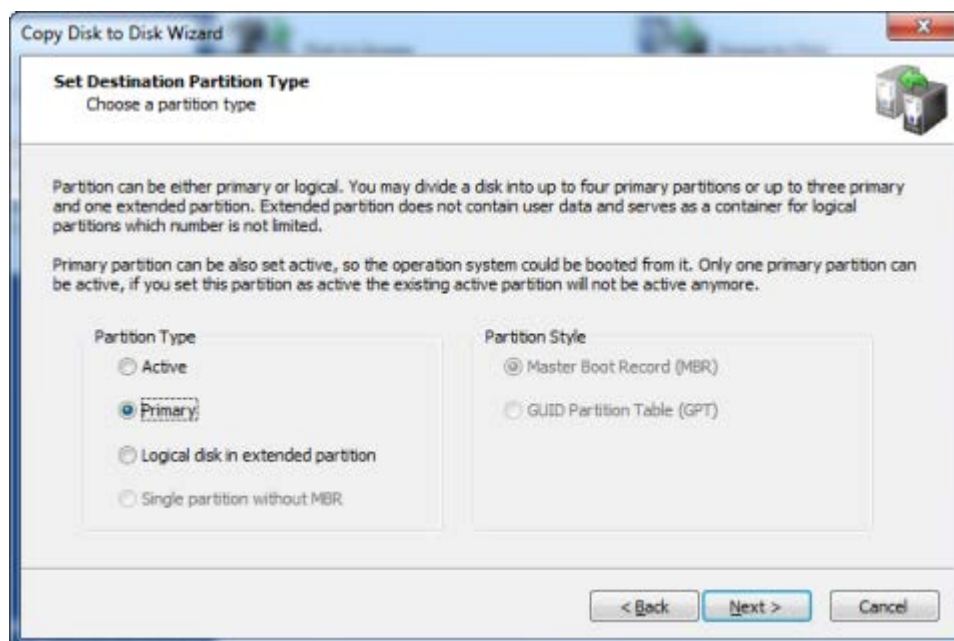 Copy Disk to Disk Wizard
Set Destination Partition Type
Choose a partition type
Partition can be either primary or logical. You may divide a disk into up to four primary partitions or up to three primary
and one extended partition. Extended partition does not contain user data and serves as a container for logical
partitions which number is not limited.
Primary partition can be also set active, so the operation system could be booted from it. Only one primary partition can
be active, if you set this partition as active the existing active partition will not be active anymore.
Partition Type
Active
Primary
Logical disk in extended partition
Single partition without MBR
Partition Style
Master Boot Record (MBR)
GUID Partition Table (GPT)
< Back
Next >
Cancel